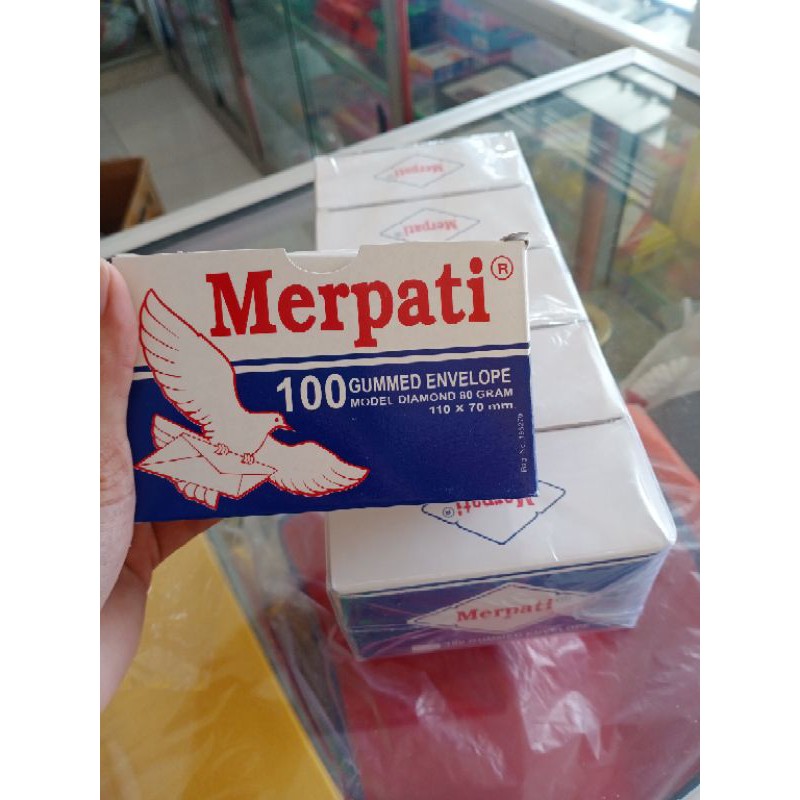 Merpati®
100 GUMMED ENVELOPE
MODEL DIAMOND 80 GRAM
110 X 70 mm
Merpati
Merpati®
Merpati®
Merpati